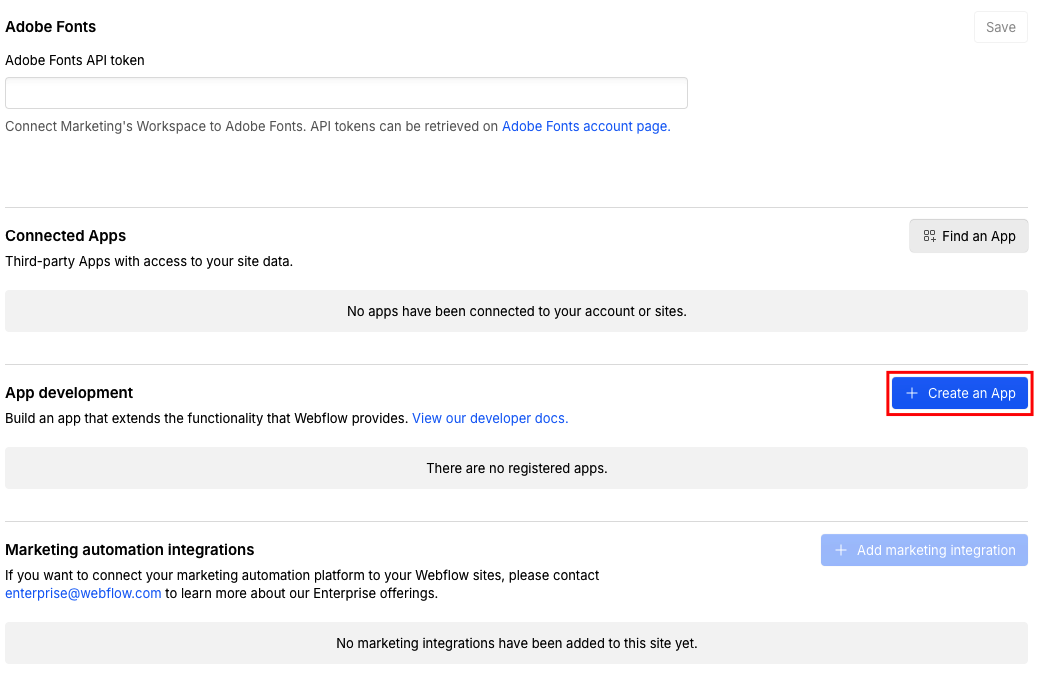 Adobe Fonts
Save
Adobe Fonts API token
Connect Marketing's Workspace to Adobe Fonts. API tokens can be retrieved on Adobe Fonts account page.
Connected Apps
Find an App
Third-party Apps with access to your site data.
No apps have been connected to your account or sites.
App development
Create an App
Build an app that extends the functionality that Webflow provides. View our developer docs.
There are no registered apps.
Marketing automation integrations
Add marketing integration
If you want to connect your marketing automation platform to your Webflow sites, please contact
enterprise@webflow.com to learn more about our Enterprise offerings.
No marketing integrations have been added to this site yet.